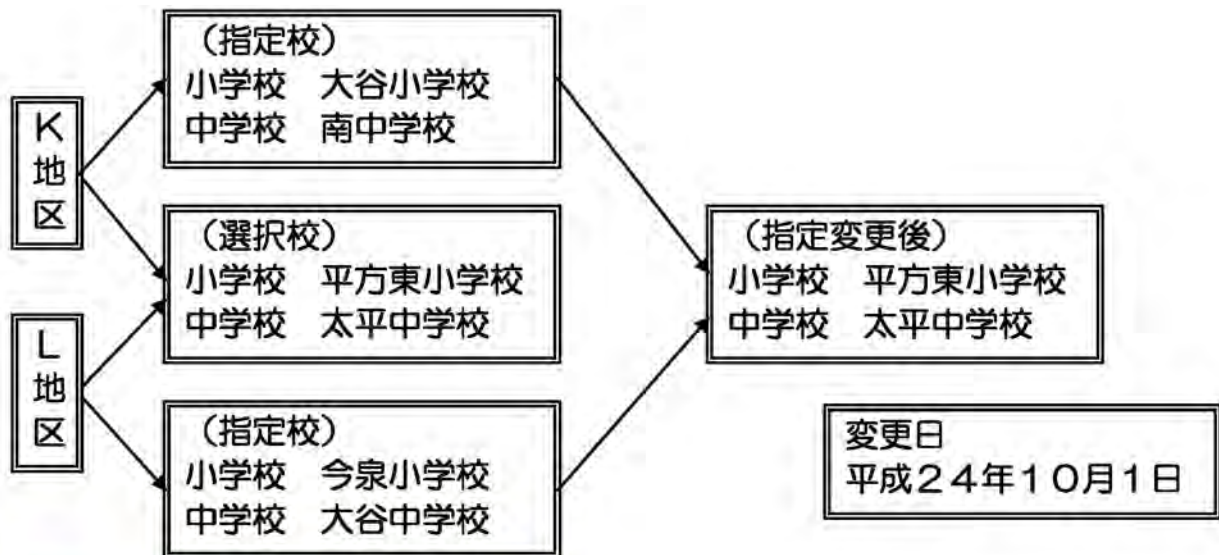 K地区
L地区
（指定校）
小学校　大谷小学校
中学校　南中学校
（選択校）
小学校　平方東小学校
中学校　太平中学校
（指定校）
小学校　今泉小学校
中学校　大谷中学校
（指定変更後）
小学校　平方東小学校
中学校　太平中学校
変更日
平成２４年１０月１日